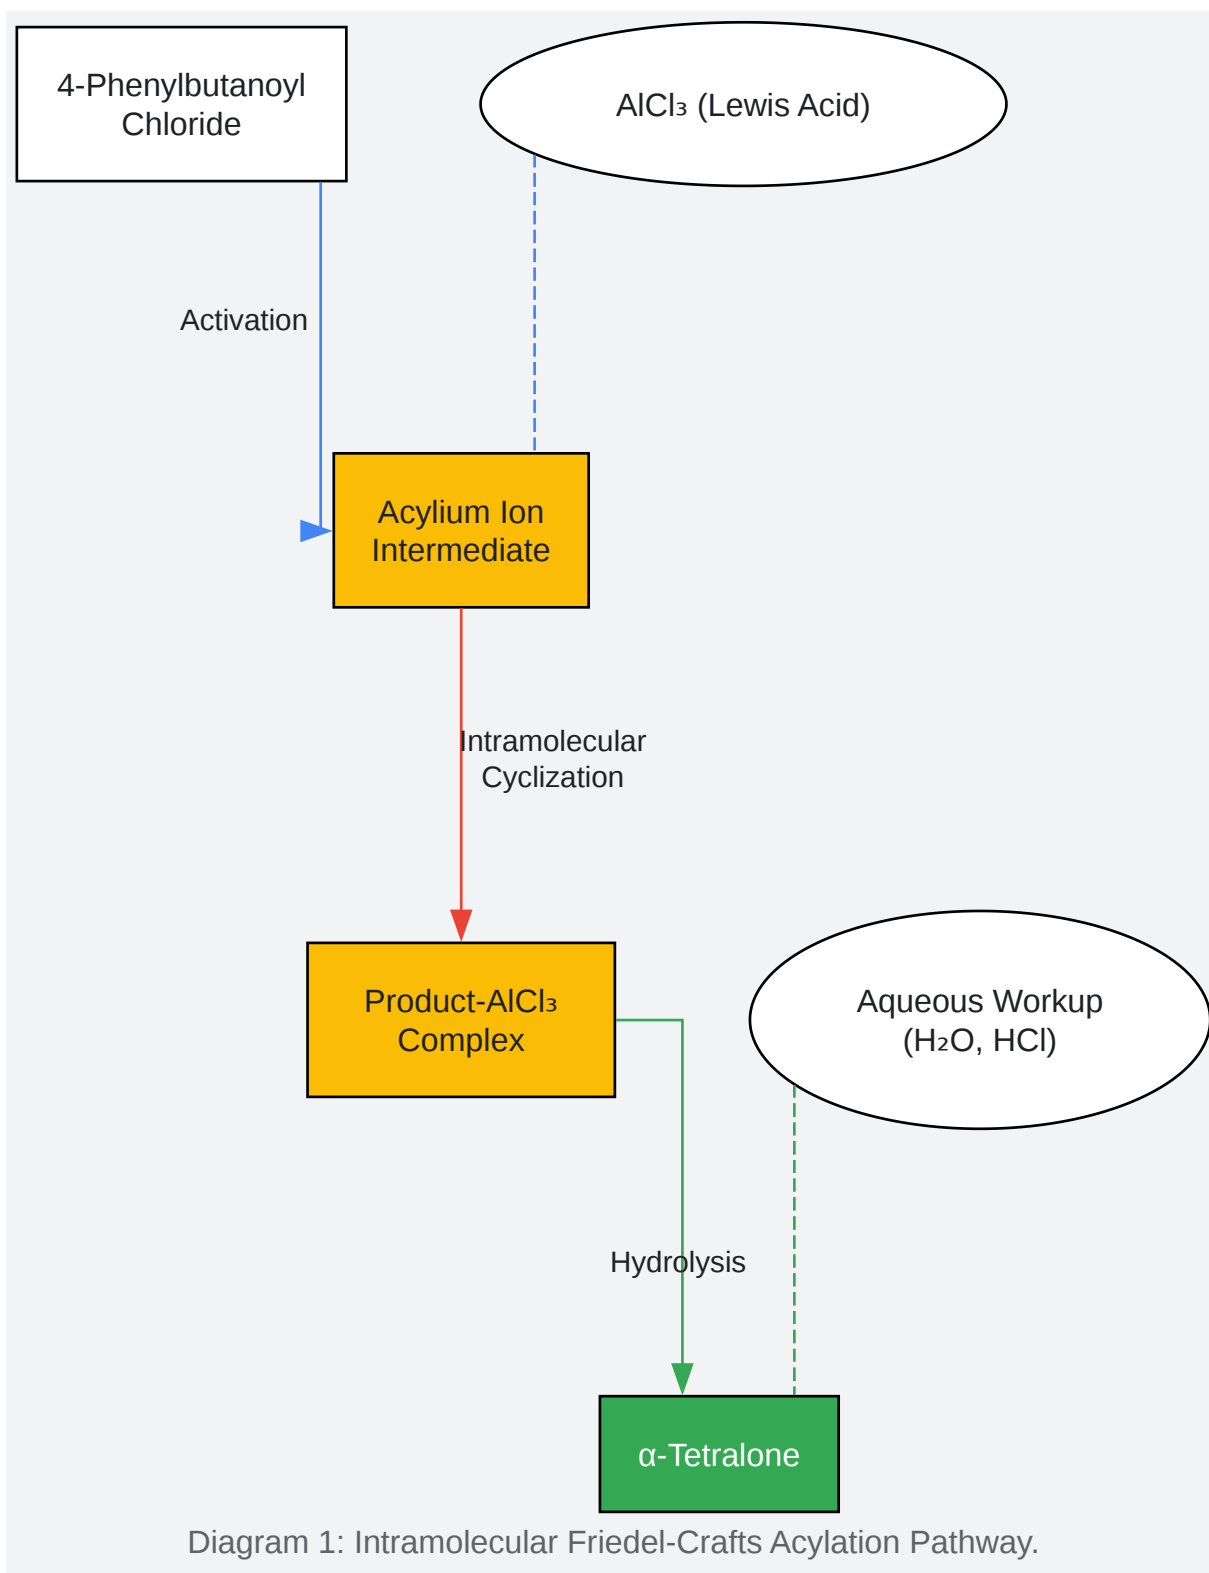 4-Phenylbutanoyl
Chloride
AlCl₃ (Lewis Acid)
Activation
Acylium Ion
Intermediate
Intramolecular
Cyclization
Product-AlCl₃
Complex
Aqueous Workup
(H₂O, HCl)
Hydrolysis
α-Tetralone
Diagram 1: Intramolecular Friedel-Crafts Acylation Pathway.